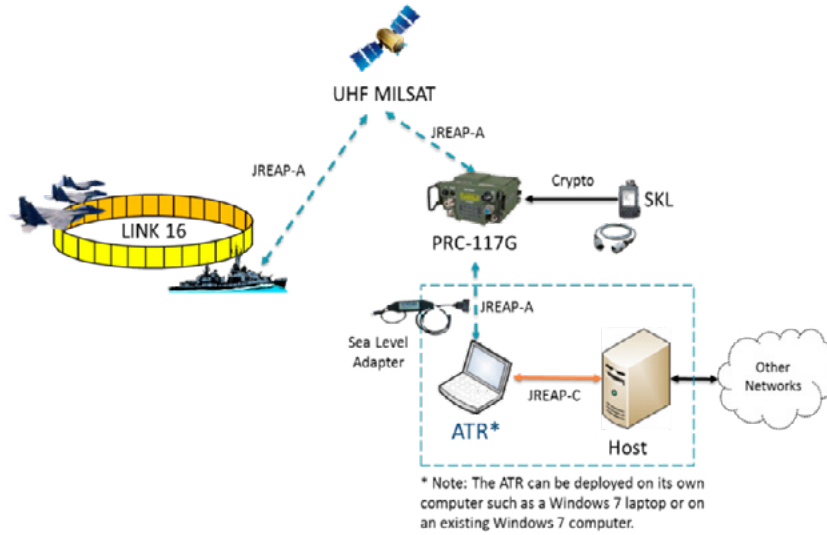 UHF MILSAT
JREAP-A
JREAP-A
Crypto
SKL
LINK 16
PRC-117G
JREAP-A
Sea Level
Adapter
Other
Networks
JREAP-C
ATR*
Host
* Note: The ATR can be deployed on its own
computer such as a Windows 7 laptop or on
an existing Windows 7 computer.